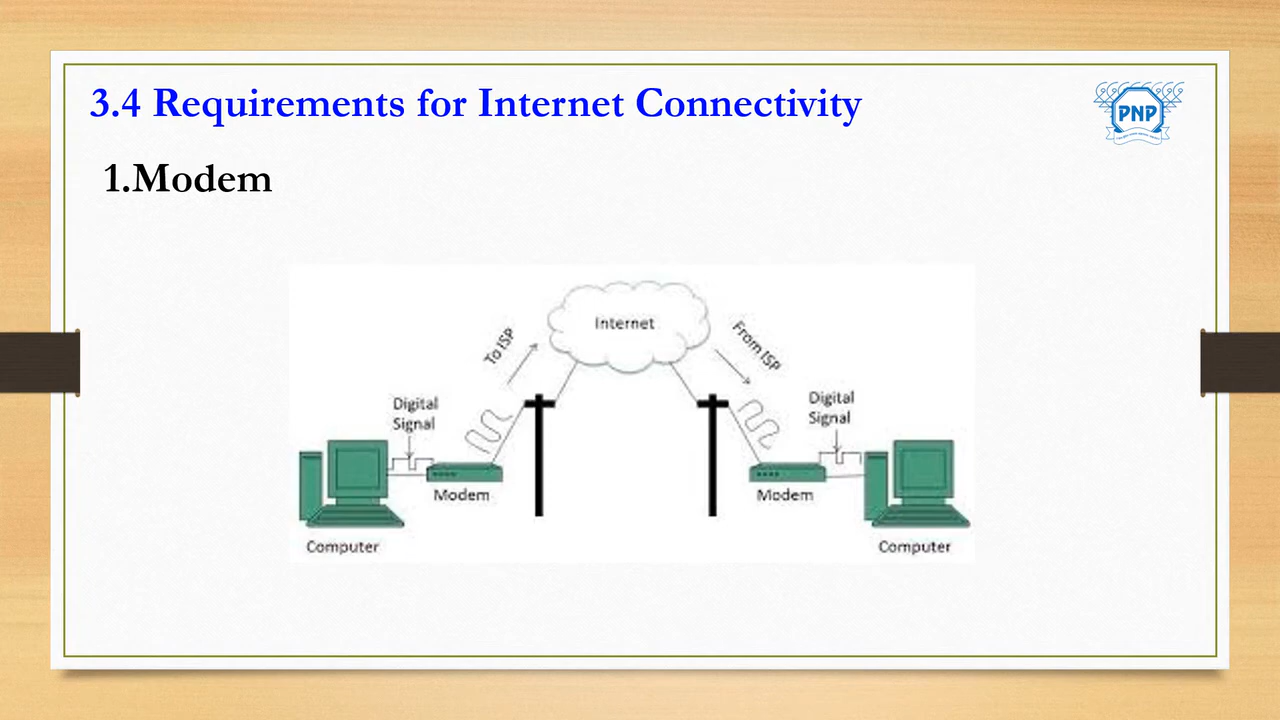 3.4 Requirements for Internet Connectivity
PNP
1.Modem
Internet
To ISP
From ISP
Digital
Signal
Digital
Signal
Modem
Modem
Computer
Computer